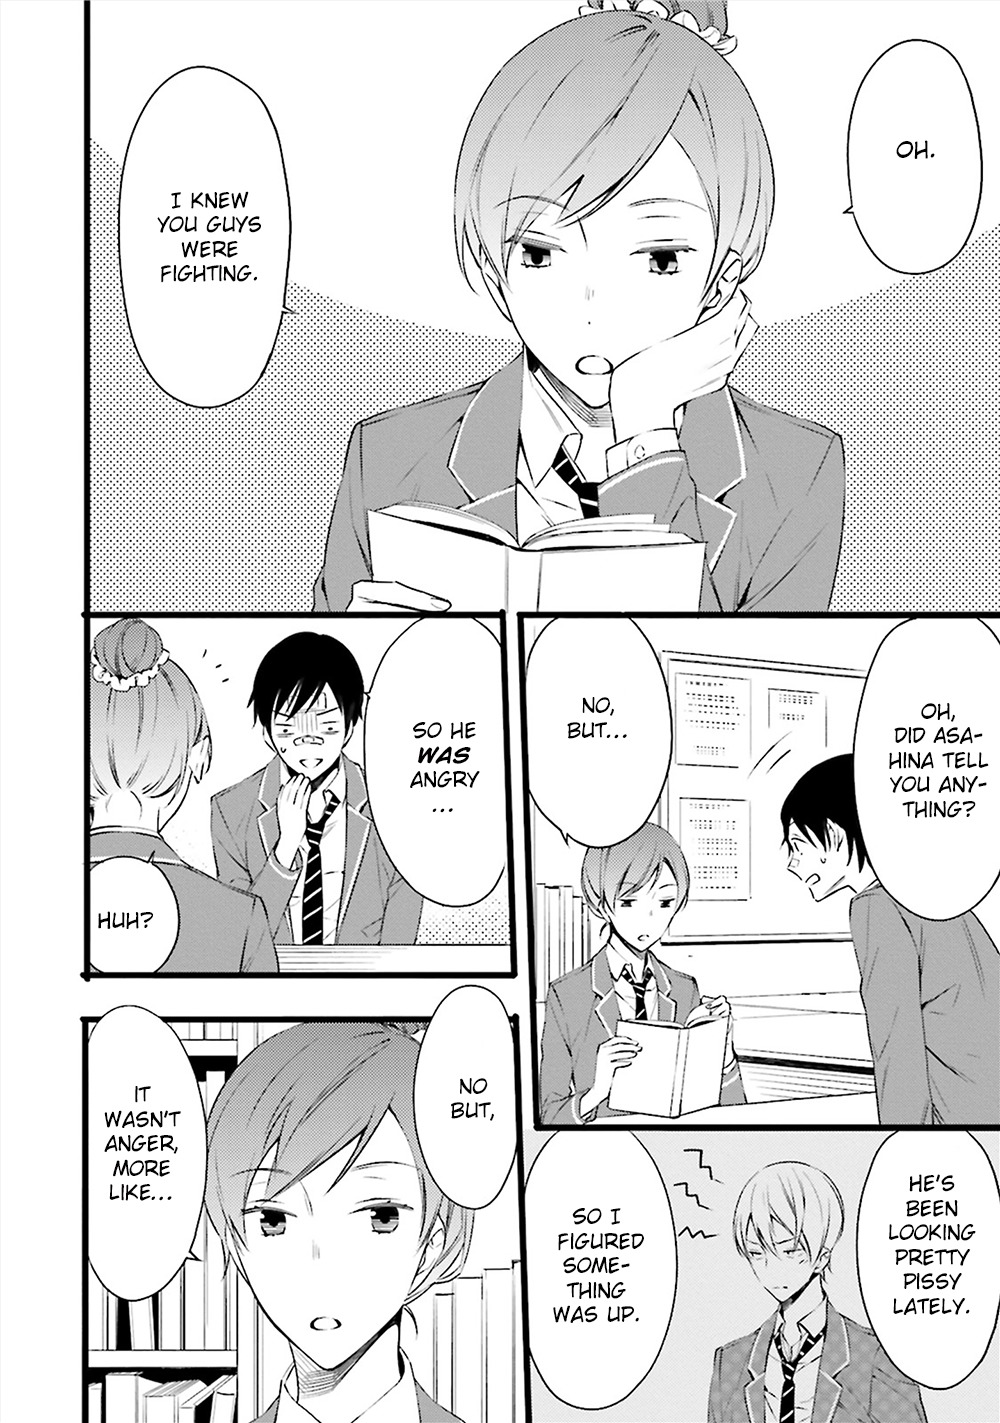 OH.
I KNEW
YOU GUYS
WERE
FIGHTING.
OH,
DID ASA-
HINA TELL
YOU ANY-
THING?
NO,
BUT...
HE'S
BEEN
LOOKING
PRETTY
PISSY
LATELY.
SO I
FIGURED
SOME-
THING
WAS UP.
SO HE
WAS
ANGRY
...
HUH?
NO
BUT,
IT
WASN'T
ANGER,
MORE
LIKE...